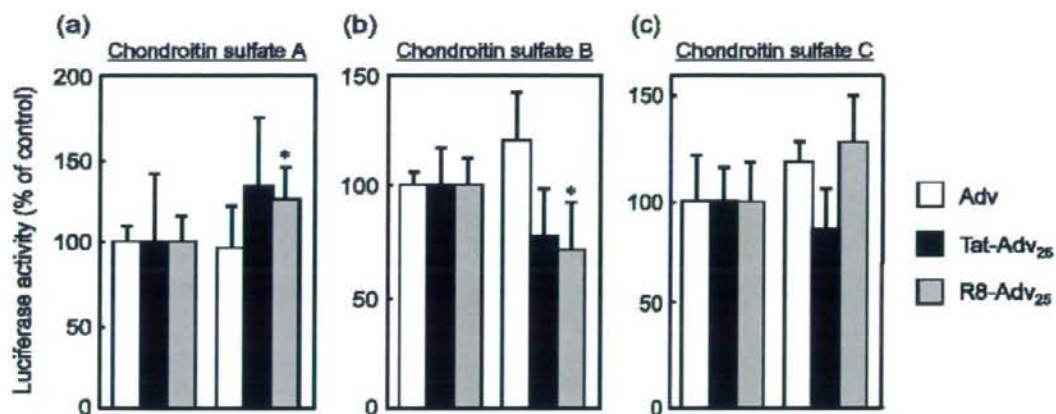 (a)
Chondroitin sulfate A
(b)
Chondroitin sulfate B
(c)
Chondroitin sulfate C
Luciferase activity (% of control)
200
150
100
50
0
150
100
50
0
150
100
50
0
*
*
Adv
Tat-Adv25
R8-Adv25